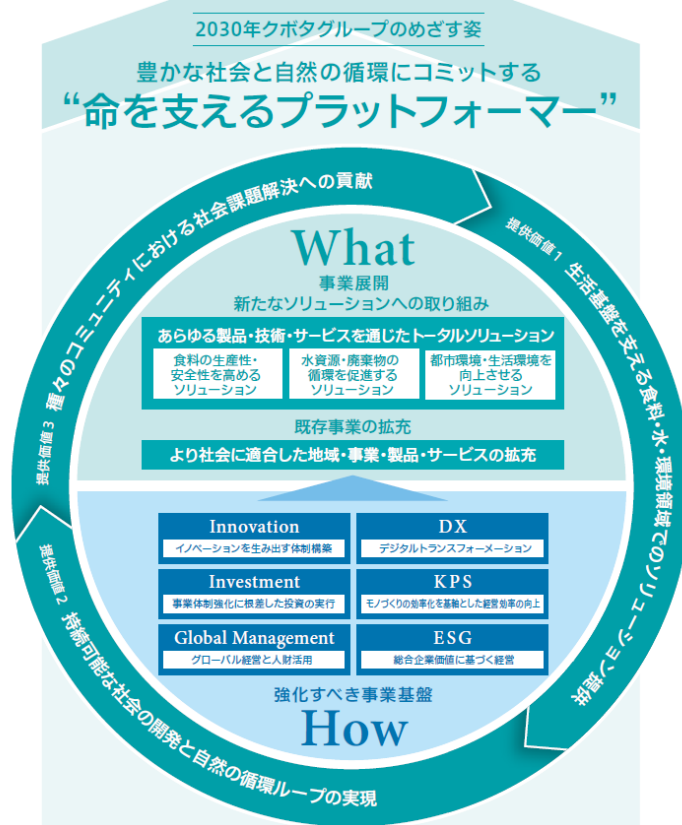 2030年クボタグループのめざす姿
豊かな社会と自然の循環にコミットする
“命を支えるプラットフォーマー”
提供価値1 生活基盤を支える食料・水・環境領域でのソリューション提供
提供価値2 持続可能な社会の開発と自然の循環ループの実現
提供価値3 種々のコミュニティにおける社会課題解決への貢献
What
事業展開
新たなソリューションへの取り組み
あらゆる製品・技術・サービスを通じたトータルソリューション
食料の生産性・
安全性を高める
ソリューション
水資源・廃棄物の
循環を促進する
ソリューション
都市環境・生活環境を
向上させる
ソリューション
既存事業の拡充
より社会に適合した地域・事業・製品・サービスの拡充
Innovation
イノベーションを生み出す体制構築
DX
デジタルトランスフォーメーション
Investment
事業体制強化に根差した投資の実行
KPS
モノづくりの効率化を基軸とした経営効率の向上
Global Management
グローバル経営と人財活用
ESG
総合企業価値に基づく経営
強化すべき事業基盤
How